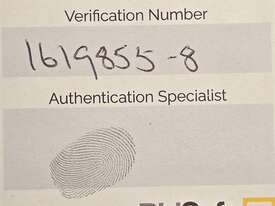 Verification Number
1619855-8
Authentication Specialist